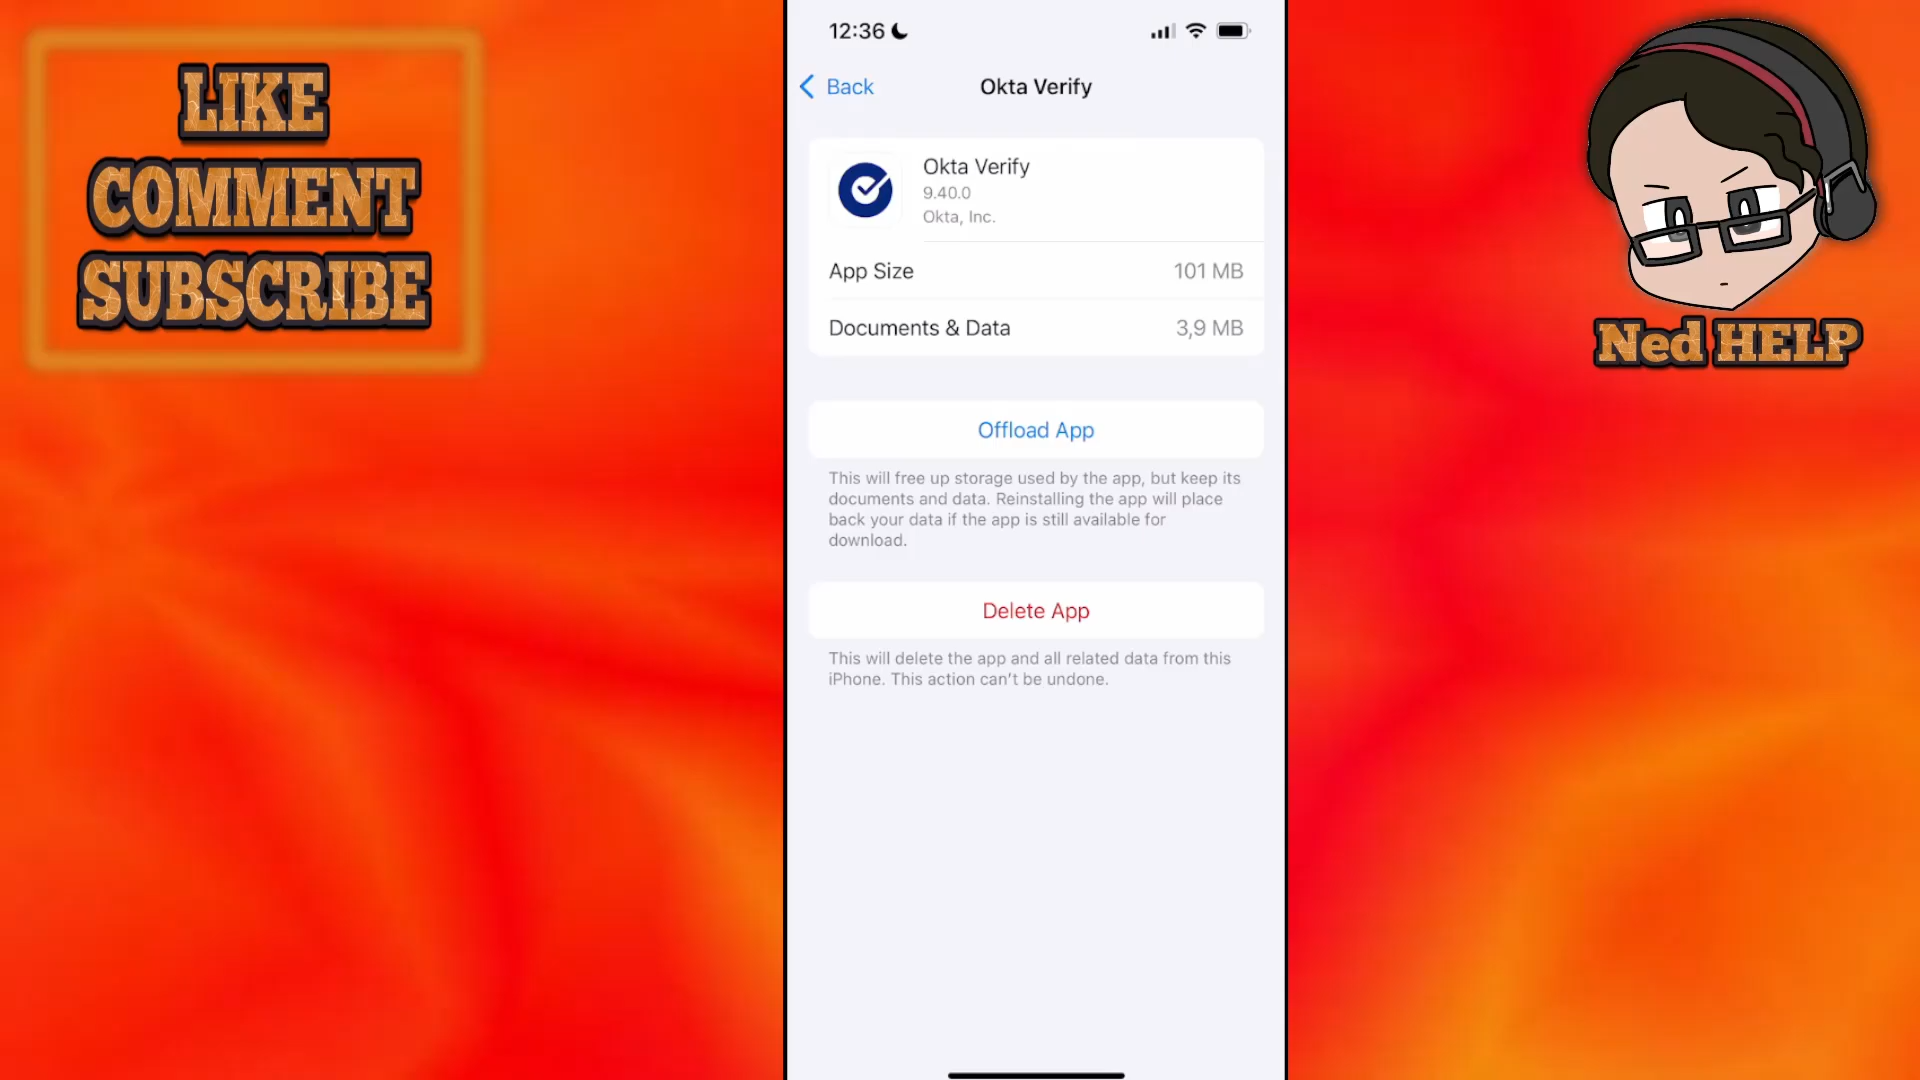 LIKE
COMMENT
SUBSCRIBE
12:36
Back
Okta Verify
Okta Verify
9.40.0
Okta, Inc.
App Size
101 MB
Documents & Data
3,9 MB
Offload App
This will free up storage used by the app, but keep its
documents and data. Reinstalling the app will place
back your data if the app is still available for
download.
Delete App
This will delete the app and all related data from this
iPhone. This action can't be undone.
Ned HELP